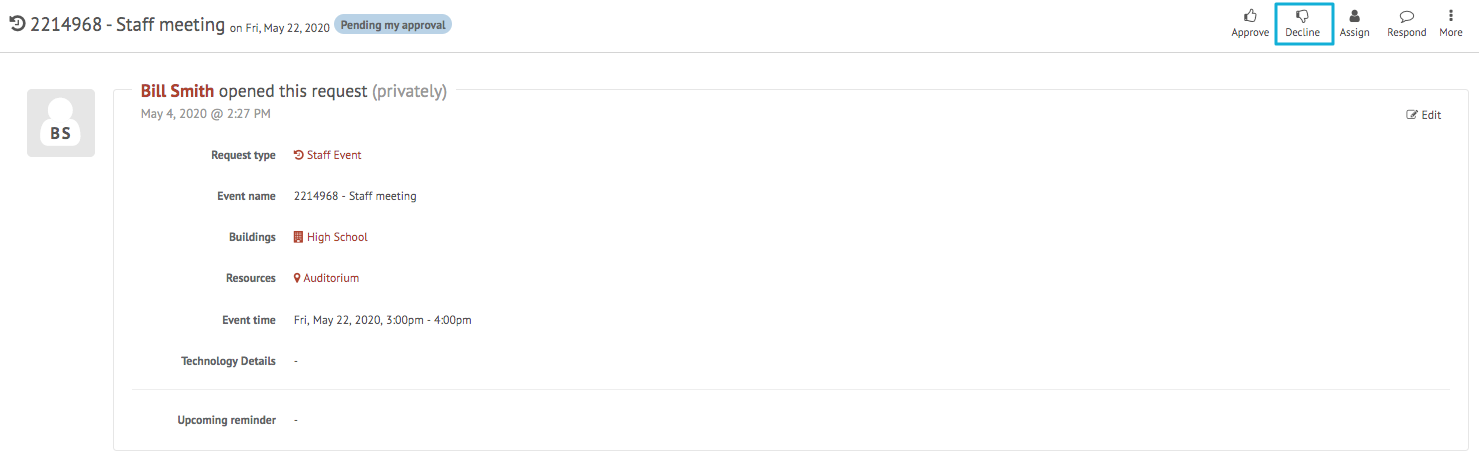 2214968 - Staff meeting on Fri, May 22, 2020 Pending my approval
Approve Decline Assign Respond More
BS
Bill Smith opened this request (privately)
May 4, 2020 @ 2:27 PM
Edit
Request type Staff Event
Event name 2214968 - Staff meeting
Buildings High School
Resources Auditorium
Event time Fri, May 22, 2020, 3:00pm - 4:00pm
Technology Details -
Upcoming reminder -